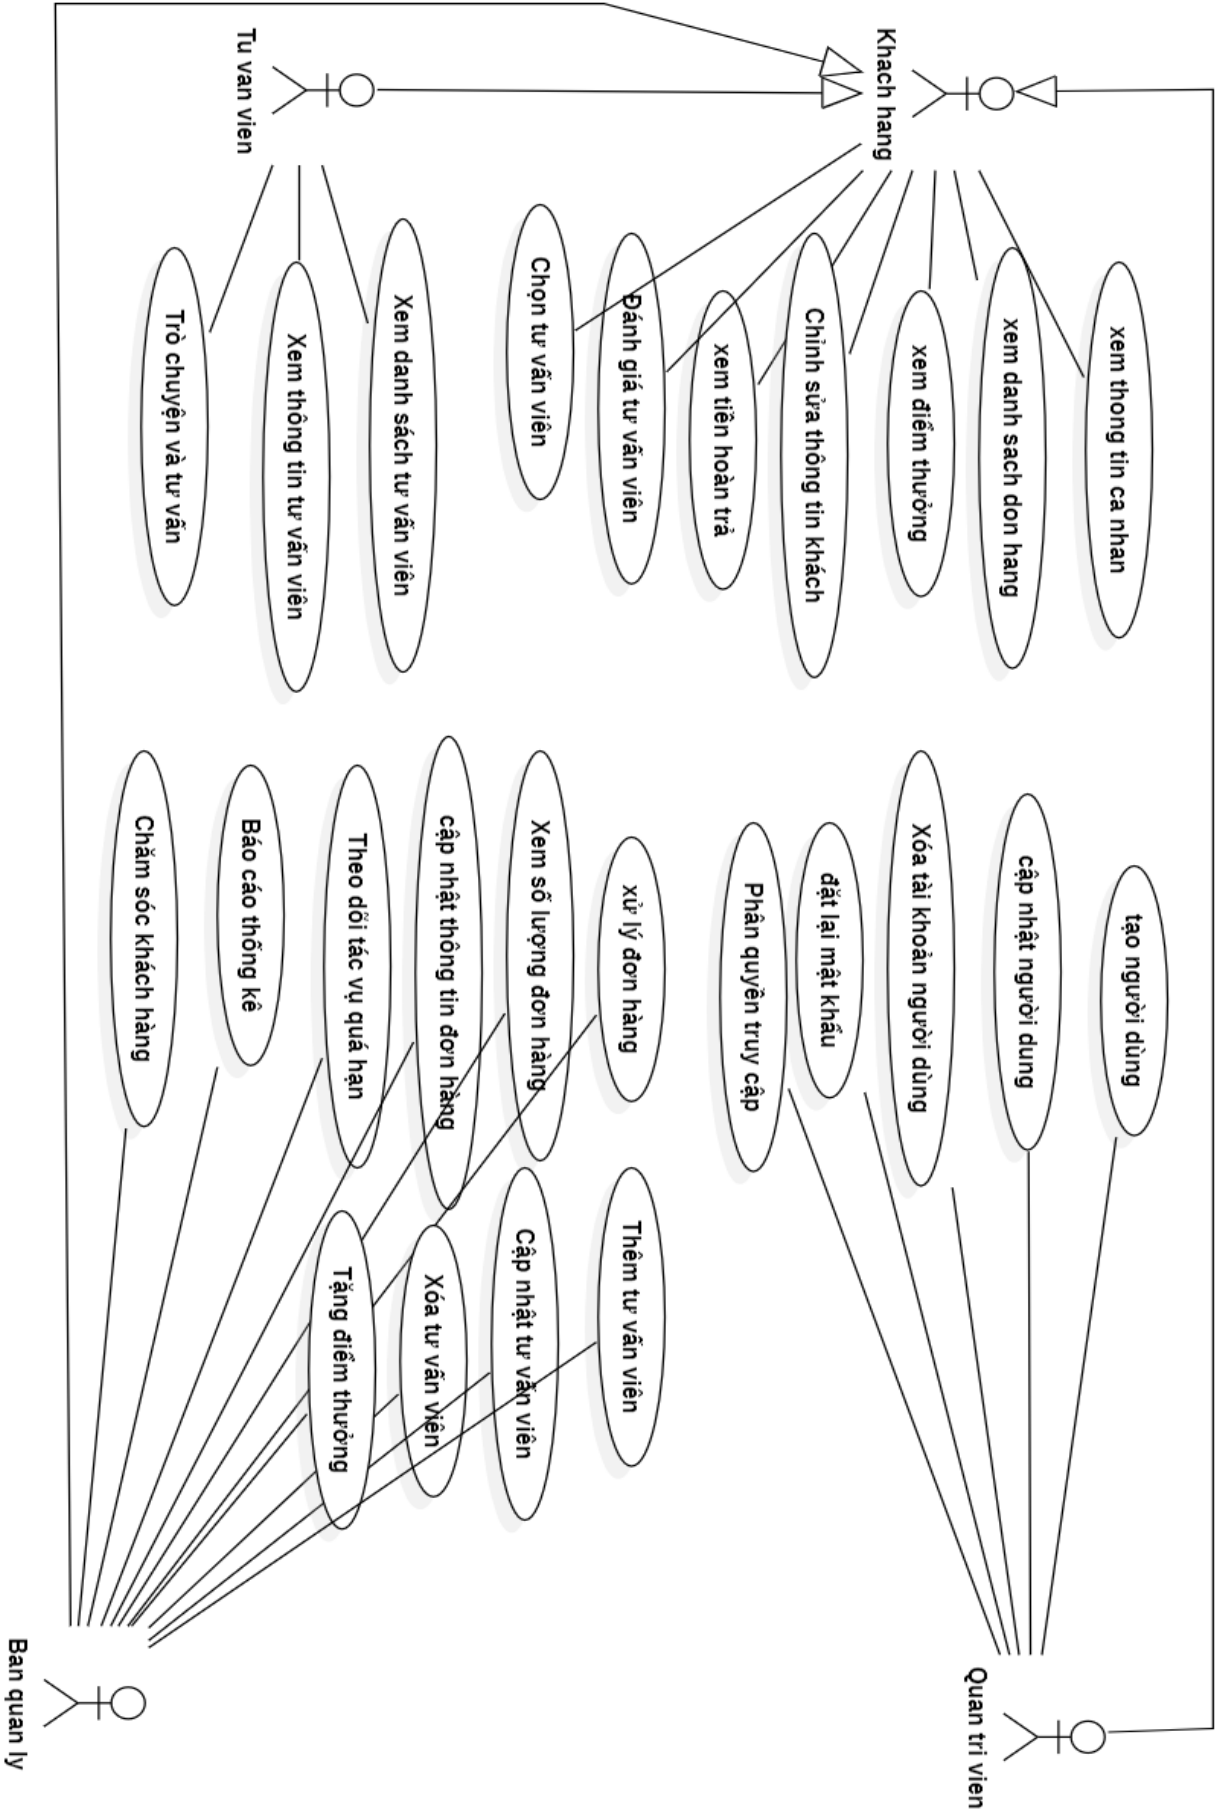 Khach hang
xem thong tin ca nhan
xem danh sach don hang
xem điểm thưởng
Chỉnh sửa thông tin khách
xem tiền hoàn trả
Đánh giá tư vấn viên
Chọn tư vấn viên
Tu van vien
Xem danh sách tư vấn viên
Xem thông tin tư vấn viên
Trò chuyện và tư vấn
tạo người dùng
cập nhật người dung
Xóa tài khoản người dùng
đặt lại mật khẩu
Phân quyền truy cập
Quan tri vien
xử lý đơn hàng
Xem số lượng đơn hàng
cập nhật thông tin đơn hàng
Theo dõi tác vụ quá hạn
Báo cáo thống kê
Chăm sóc khách hàng
Thêm tư vấn viên
Cập nhật tư vấn viên
Xóa tư vấn viên
Tặng điểm thưởng
Ban quan ly